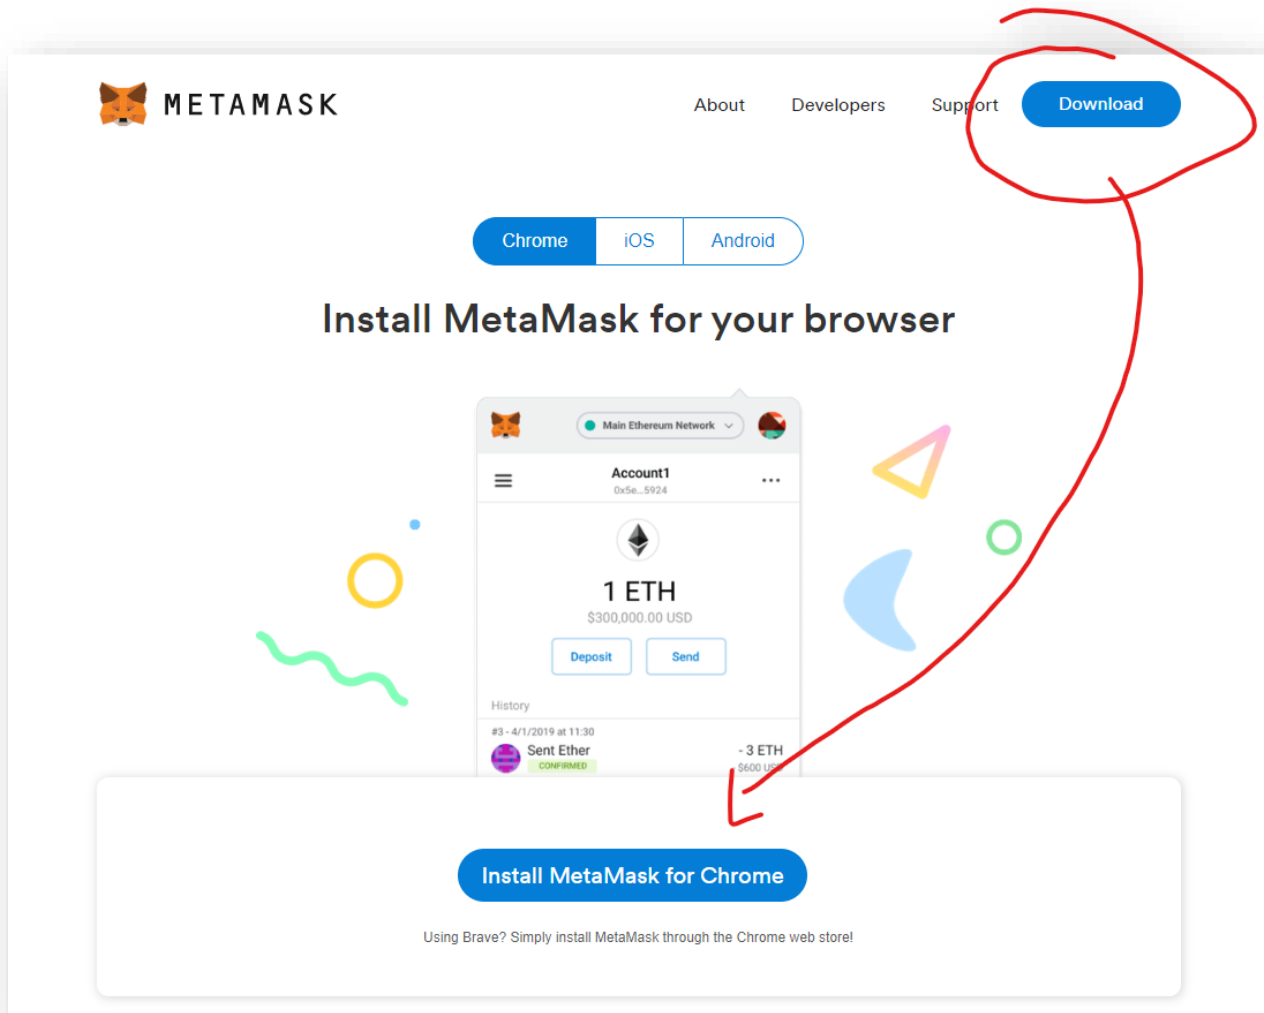 METAMASK
About Developers Support Download
Chrome iOS Android
Install MetaMask for your browser
Main Ethereum Network
Account1
0x5e...5924
1 ETH
$300,000.00 USD
Deposit Send
History
#3 - 4/1/2019 at 11:30
Sent Ether - 3 ETH
CONFIRMED $600 USD
Install MetaMask for Chrome
Using Brave? Simply install MetaMask through the Chrome web store!